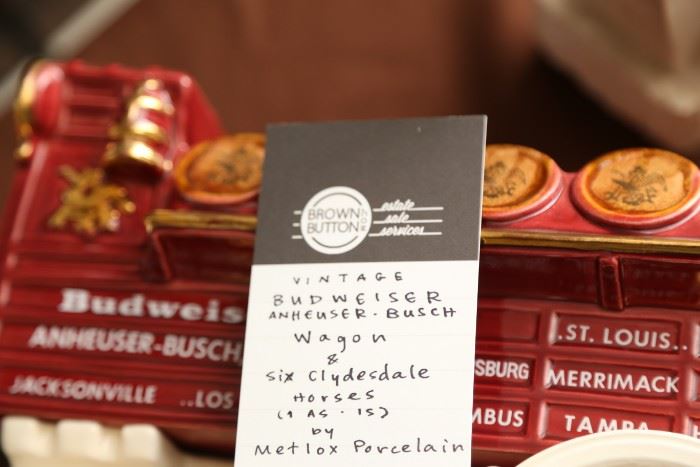 BROWN
BUTTON
.COM
estate
sale
services
VINTAGE
BUDWEISER
ANHEUSER-BUSCH
Wagon
&
six Clydesdale
HORSES
(1 AS-IS)
by
Metlox Porcelain
Budweis
ANHEUSER-BUSCH
JACKSONVILLE ..LOS
.ST. LOUIS..
SBURG MERRIMACK
MBUS TAMPA H